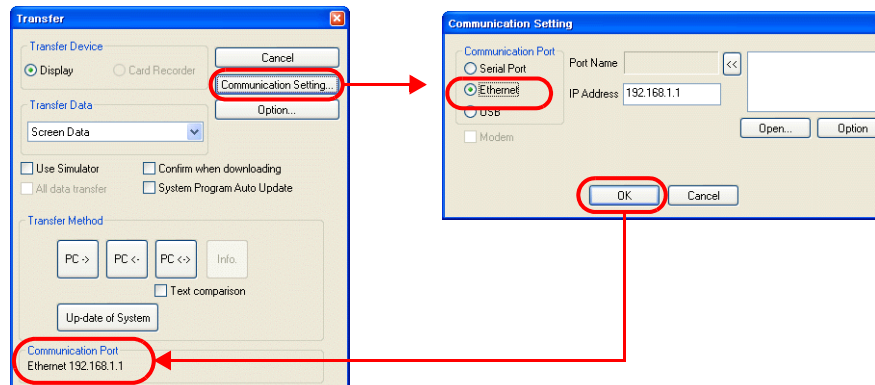 Transfer
Transfer Device
Display
Card Recorder
Cancel
Communication Setting...
Option...
Transfer Data
Screen Data
Use Simulator
Confirm when downloading
All data transfer
System Program Auto Update
Transfer Method
PC ->
PC <-
PC <->
Info.
Text comparison
Up-date of System
Communication Port
Ethernet 192.168.1.1
Communication Setting
Communication Port
Serial Port
Ethernet
USB
Modem
Port Name
<<
IP Address 192.168.1.1
Open...
Option
OK
Cancel